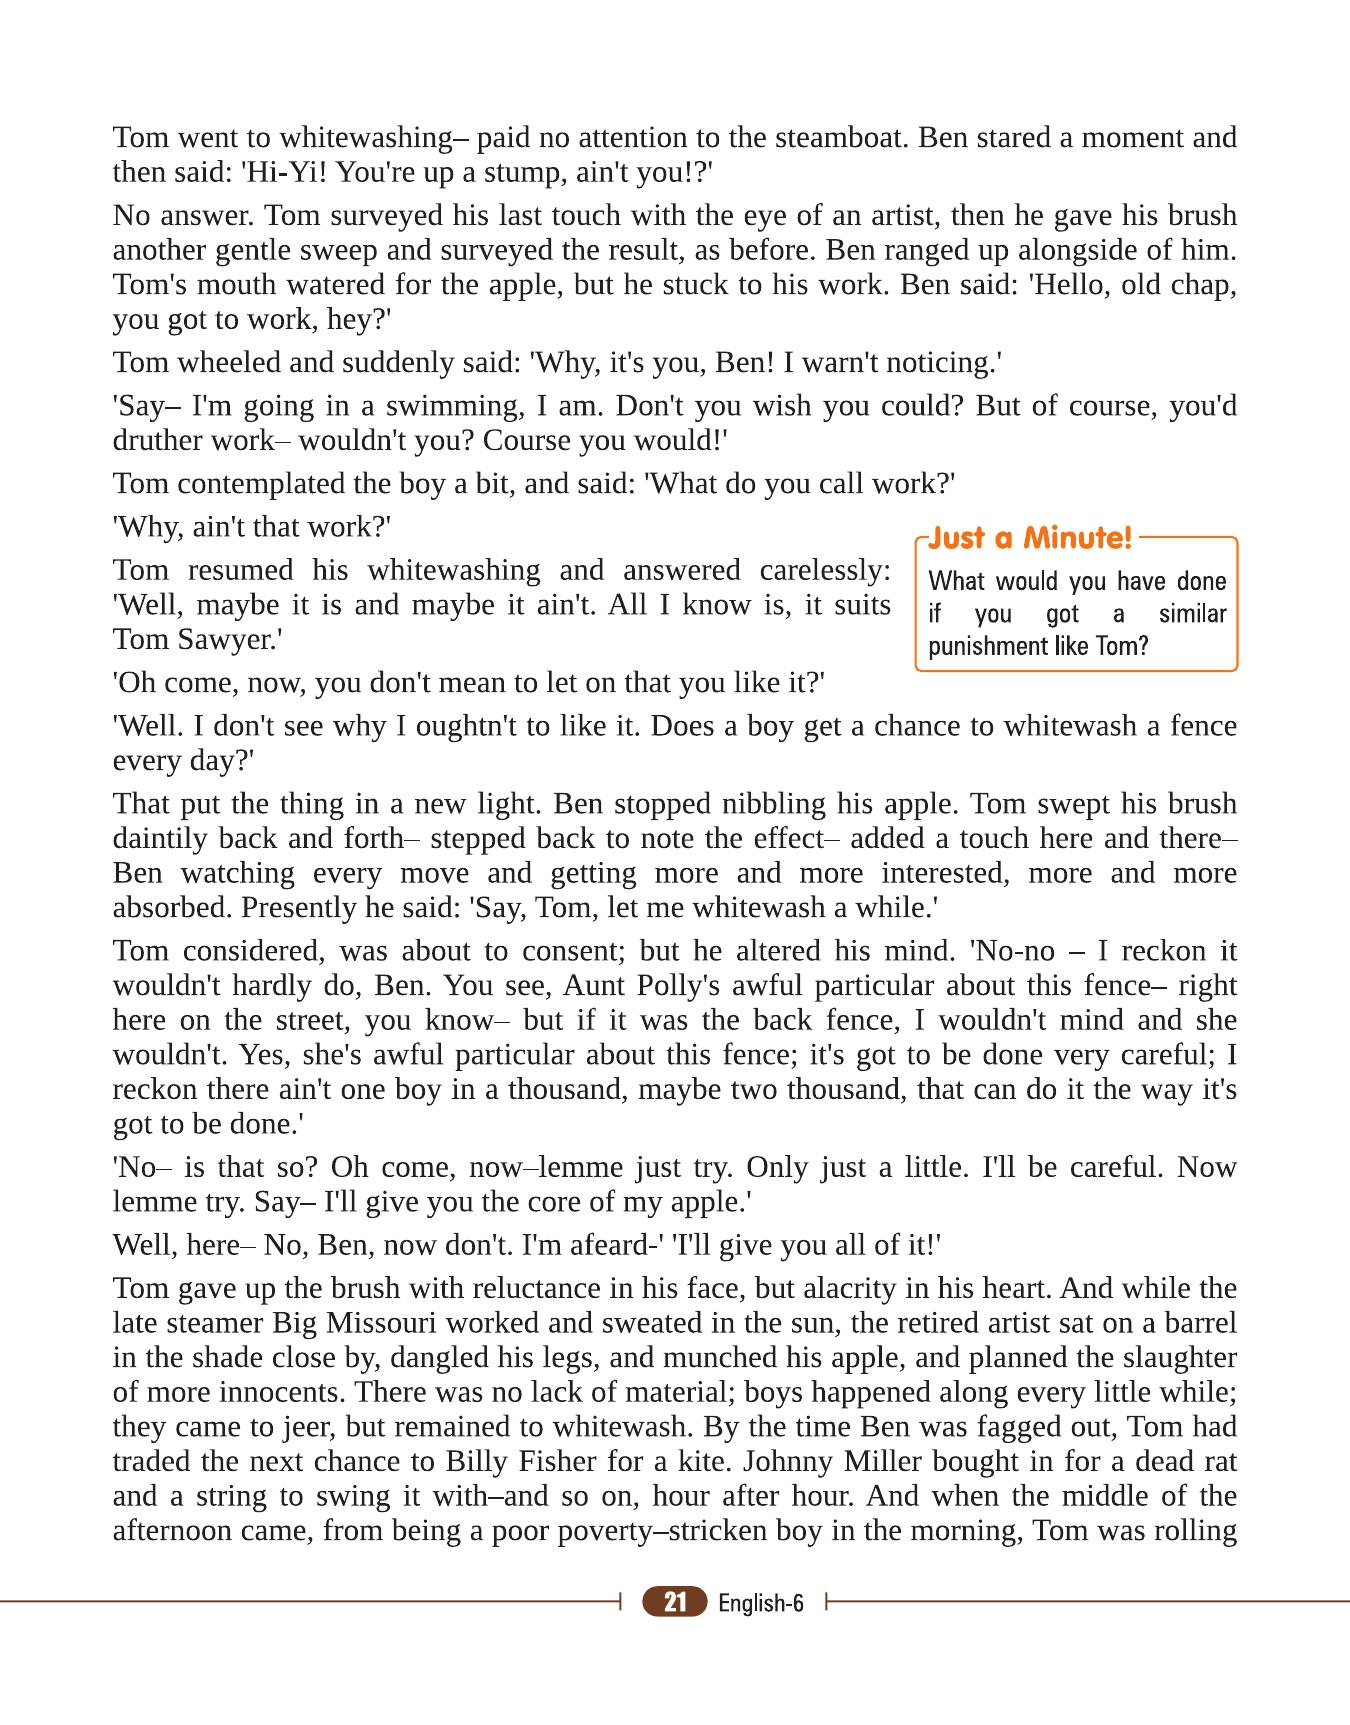 Tom went to whitewashing– paid no attention to the steamboat. Ben stared a moment and
then said: 'Hi-Yi! You're up a stump, ain't you!?'
No answer. Tom surveyed his last touch with the eye of an artist, then he gave his brush
another gentle sweep and surveyed the result, as before. Ben ranged up alongside of him.
Tom's mouth watered for the apple, but he stuck to his work. Ben said: 'Hello, old chap,
you got to work, hey?'
Tom wheeled and suddenly said: 'Why, it's you, Ben! I warn't noticing.'
'Say– I'm going in a swimming, I am. Don't you wish you could? But of course, you'd
druther work– wouldn't you? Course you would!'
Tom contemplated the boy a bit, and said: 'What do you call work?'
'Why, ain't that work?'
Tom resumed his whitewashing and answered carelessly:
'Well, maybe it is and maybe it ain't. All I know is, it suits
Tom Sawyer.'
Just a Minute!
What would you have done
if you got a similar
punishment like Tom?
'Oh come, now, you don't mean to let on that you like it?'
'Well. I don't see why I oughtn't to like it. Does a boy get a chance to whitewash a fence
every day?'
That put the thing in a new light. Ben stopped nibbling his apple. Tom swept his brush
daintily back and forth– stepped back to note the effect– added a touch here and there–
Ben watching every move and getting more and more interested, more and more
absorbed. Presently he said: 'Say, Tom, let me whitewash a while.'
Tom considered, was about to consent; but he altered his mind. 'No-no – I reckon it
wouldn't hardly do, Ben. You see, Aunt Polly's awful particular about this fence– right
here on the street, you know– but if it was the back fence, I wouldn't mind and she
wouldn't. Yes, she's awful particular about this fence; it's got to be done very careful; I
reckon there ain't one boy in a thousand, maybe two thousand, that can do it the way it's
got to be done.'
'No– is that so? Oh come, now–lemme just try. Only just a little. I'll be careful. Now
lemme try. Say– I'll give you the core of my apple.'
Well, here– No, Ben, now don't. I'm afeard-' 'I'll give you all of it!'
Tom gave up the brush with reluctance in his face, but alacrity in his heart. And while the
late steamer Big Missouri worked and sweated in the sun, the retired artist sat on a barrel
in the shade close by, dangled his legs, and munched his apple, and planned the slaughter
of more innocents. There was no lack of material; boys happened along every little while;
they came to jeer, but remained to whitewash. By the time Ben was fagged out, Tom had
traded the next chance to Billy Fisher for a kite. Johnny Miller bought in for a dead rat
and a string to swing it with–and so on, hour after hour. And when the middle of the
afternoon came, from being a poor poverty–stricken boy in the morning, Tom was rolling
21 English-6